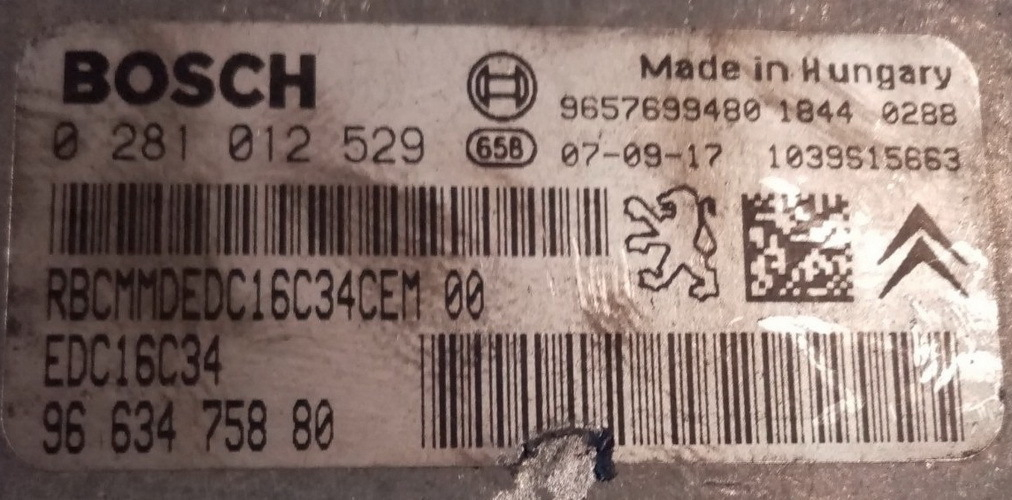 BOSCH
Made in Hungary
9657699480 1844 0288
0 281 012 529
65B
07-09-17 1039S15663
RBCMMDEDC16C34CEM 00
EDC16C34
96 634 758 80